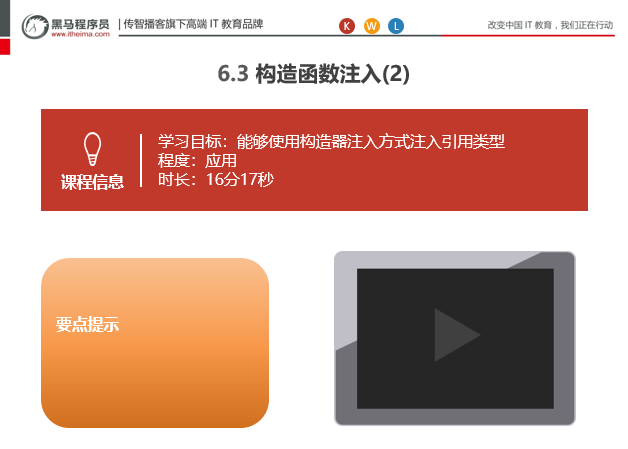 黑马程序员
www.itheima.com
传智播客旗下高端 IT 教育品牌
K W L
改变中国 IT 教育，我们正在行动
6.3 构造函数注入(2)
学习目标：能够使用构造器注入方式注入引用类型
程度：应用
时长：16分17秒
课程信息
要点提示